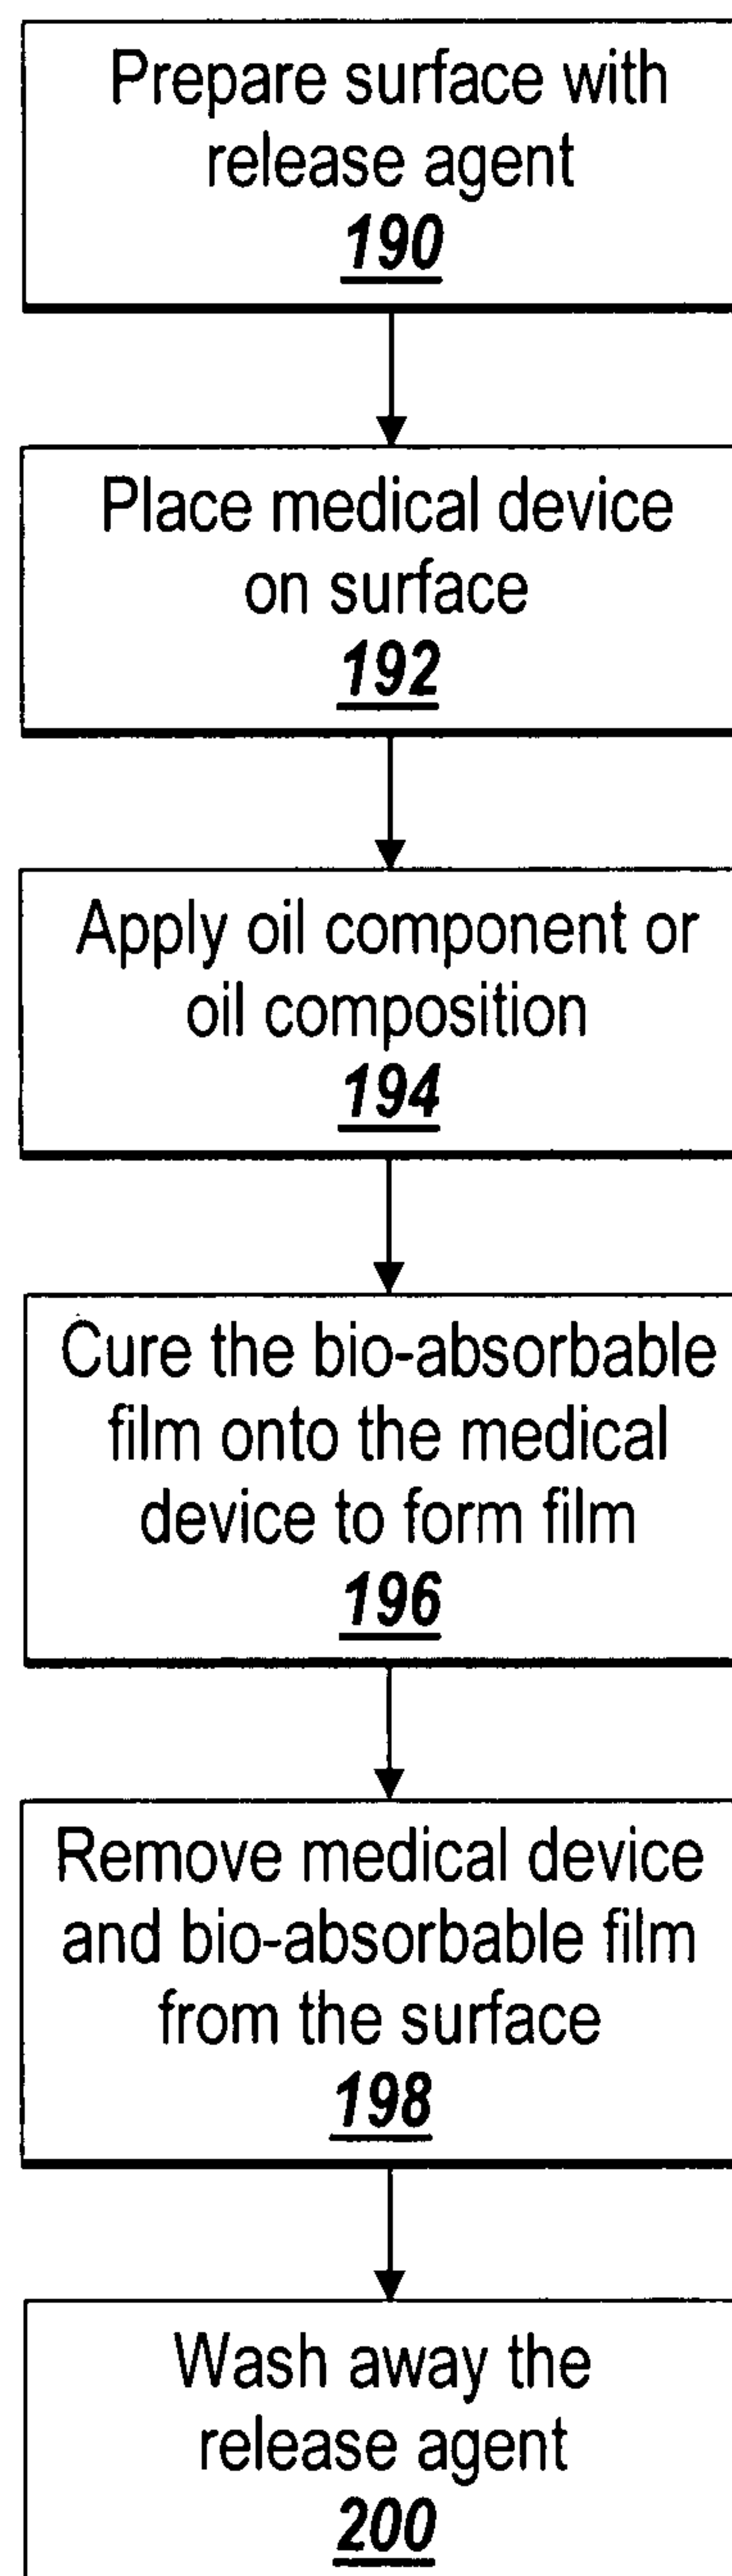 Prepare surface with
release agent
190
Place medical device
on surface
192
Apply oil component or
oil composition
194
Cure the bio-absorbable
film onto the medical
device to form film
196
Remove medical device
and bio-absorbable film
from the surface
198
Wash away the
release agent
200